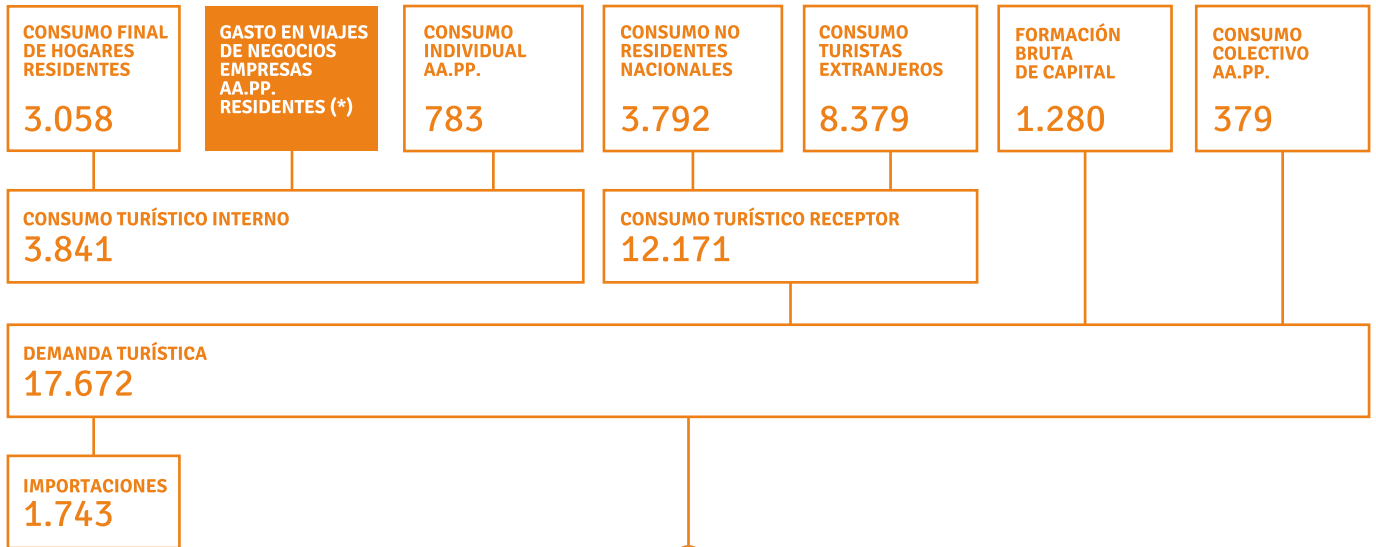 CONSUMO FINAL
DE HOGARES
RESIDENTES
3.058
GASTO EN VIAJES
DE NEGOCIOS
EMPRESAS
AA.PP.
RESIDENTES (*)
CONSUMO
INDIVIDUAL
AA.PP.
783
CONSUMO NO
RESIDENTES
NACIONALES
3.792
CONSUMO
TURISTAS
EXTRANJEROS
8.379
FORMACIÓN
BRUTA
DE CAPITAL
1.280
CONSUMO
COLECTIVO
AA.PP.
379
CONSUMO TURÍSTICO INTERNO
3.841
CONSUMO TURÍSTICO RECEPTOR
12.171
DEMANDA TURÍSTICA
17.672
IMPORTACIONES
1.743